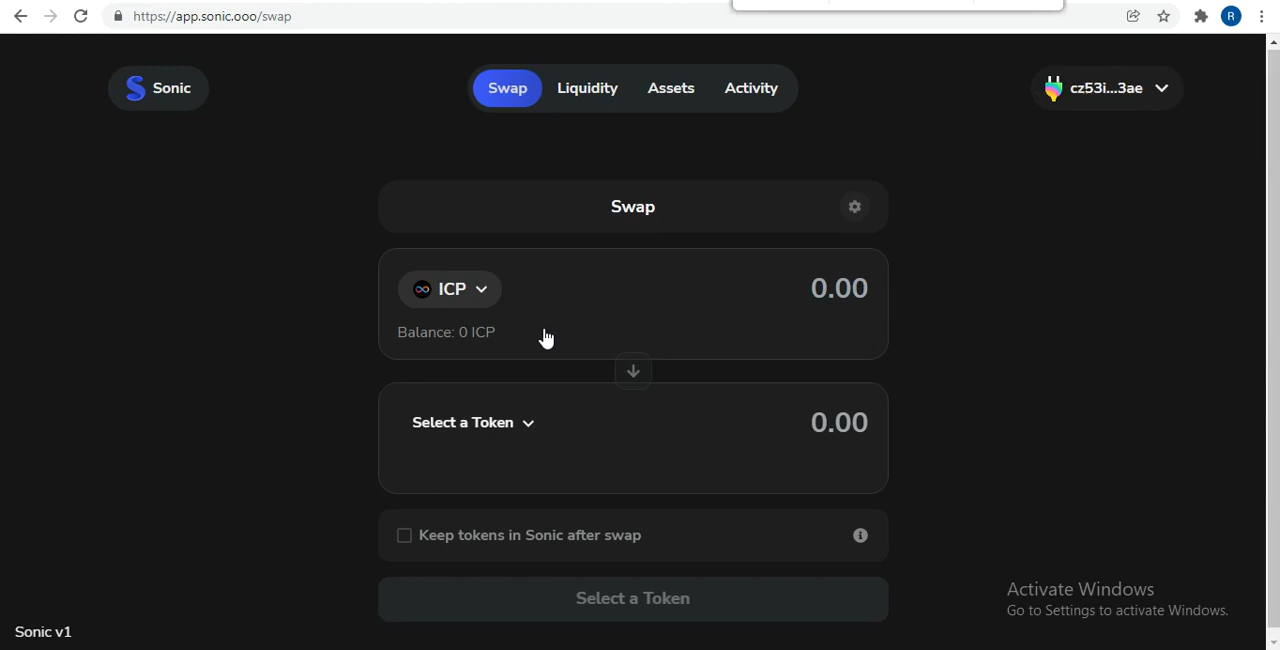 https://app.sonic.ooo/swap
R
Sonic
Swap
Liquidity
Assets
Activity
cz53i...3ae
Swap
ICP
0.00
Balance: 0 ICP
Select a Token
0.00
Keep tokens in Sonic after swap
Select a Token
Activate Windows
Go to Settings to activate Windows.
Sonic v1